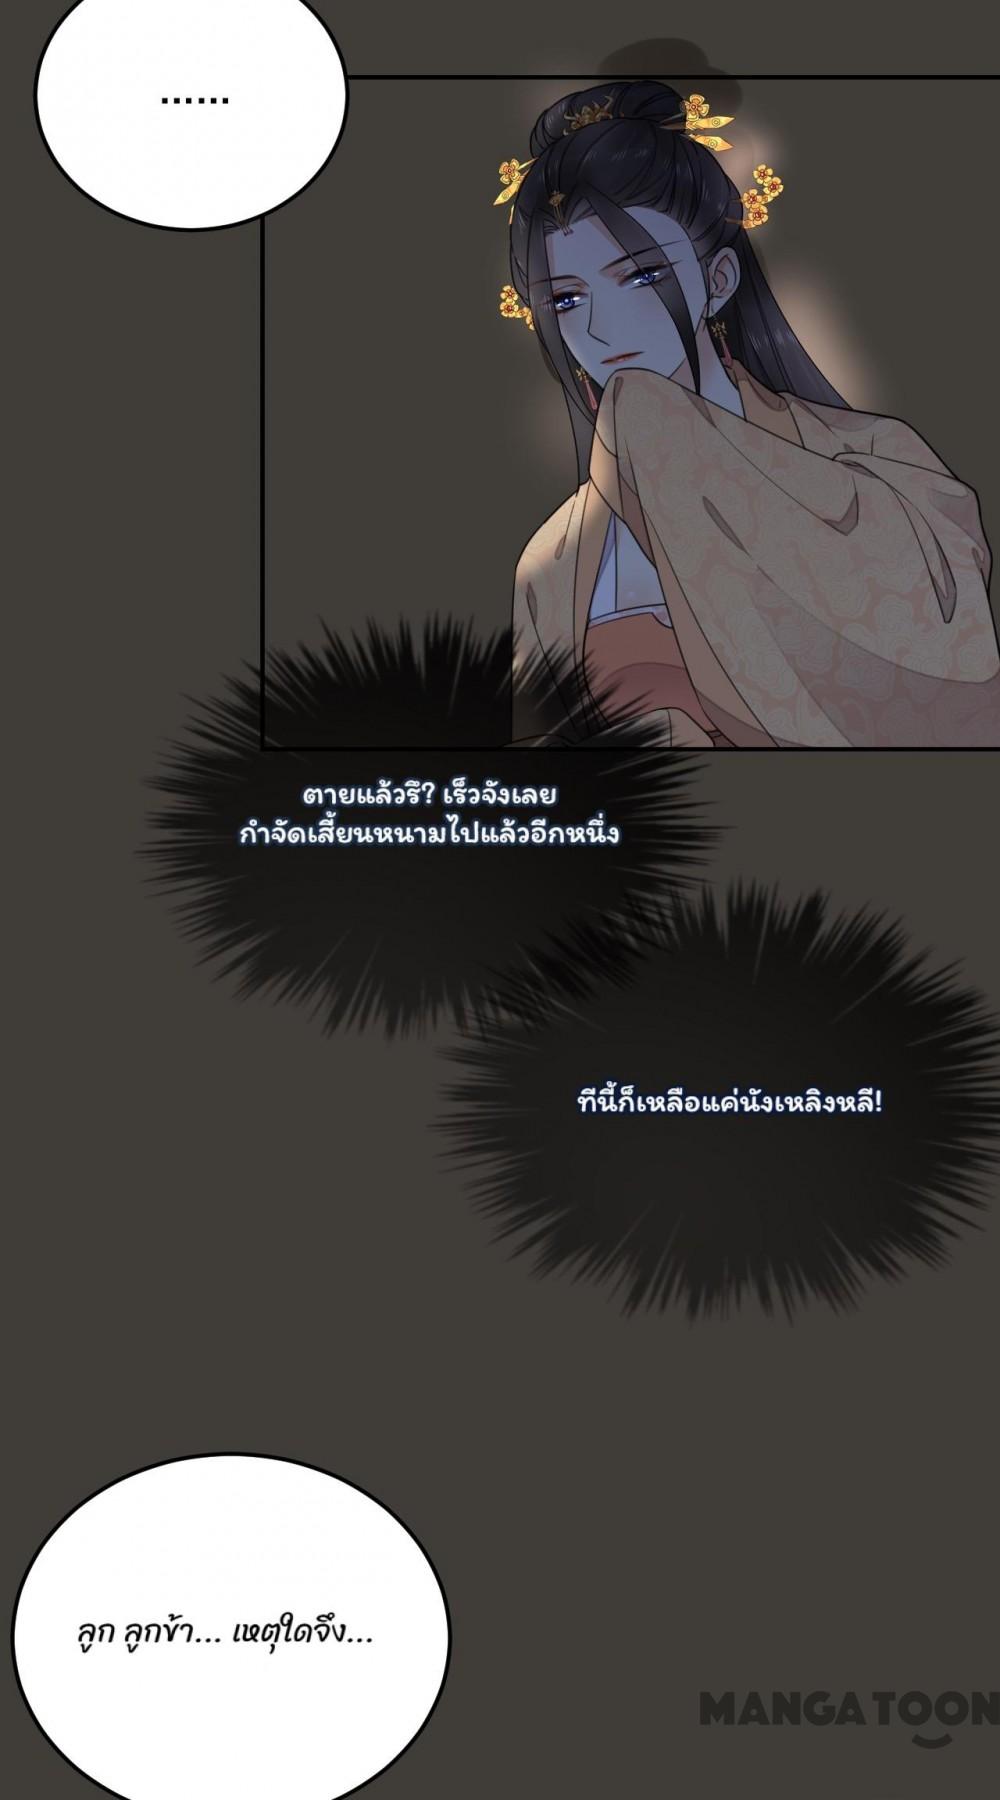 ......
ตายแล้วรึ? เร็วจังเลย
กำจัดเสี้ยนหนามไปแล้วอีกหนึ่ง
ทีนี้ก็เหลือแค่นังเหลิงหลี!
ลูก ลูกข้า... เหตุใดจึง...
MANGATOON